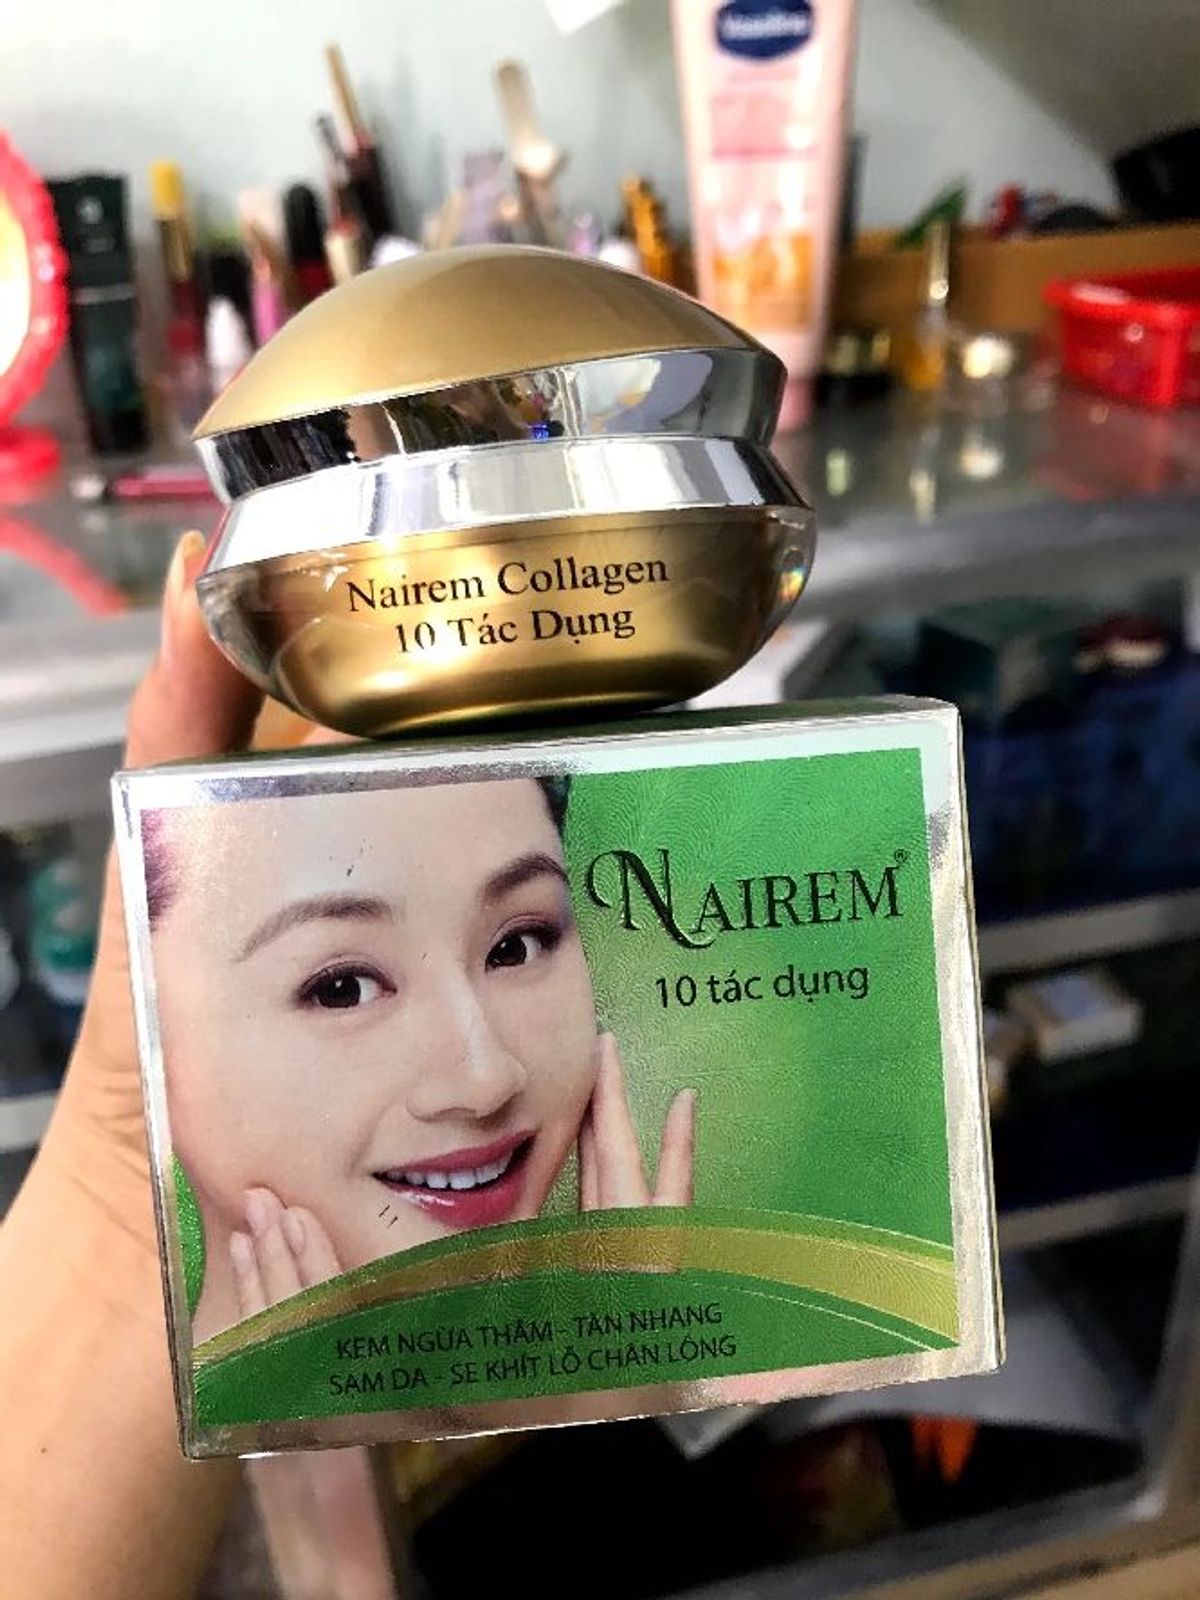 Vaseline
Nairem Collagen
10 Tác Dụng
NAIREM®
10 tác dụng
KEM NGỪA THÂM - TÀN NHANG
SẠM DA - SE KHÍT LỖ CHÂN LÔNG